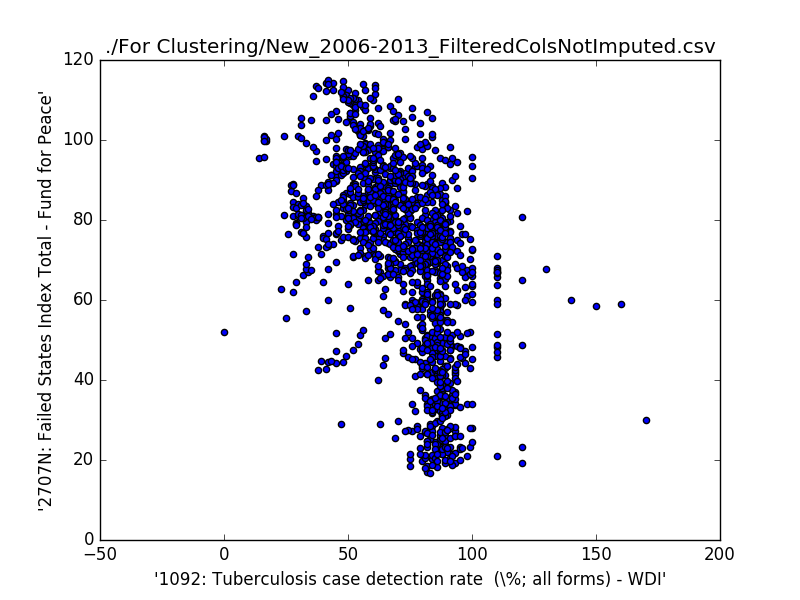 ./For Clustering/New_2006-2013_FilteredColsNotImputed.csv
120
100
80
60
40
20
0
'2707N: Failed States Index Total - Fund for Peace'
−50 0 50 100 150 200
'1092: Tuberculosis case detection rate  (\%; all forms) - WDI'